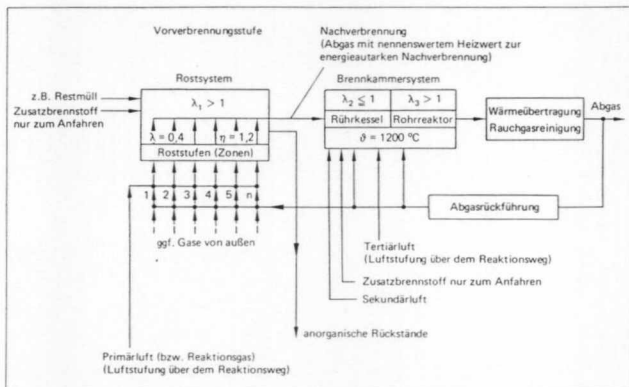 Vorverbrennungsstufe
Nachverbrennung
(Abgas mit nennenswertem Heizwert zur
energieautarken Nachverbrennung)
Rostsystem
Brennkammersystem
z.B. Restmüll
Zusatzbrennstoff
nur zum Anfahren
λ₁ > 1
λ = 0,4
η = 1,2
Roststufen (Zonen)
λ₂ ≦ 1
λ₃ > 1
Rührkessel
Rohrreaktor
ϑ = 1200 °C
Wärmeübertragung
Rauchgasreinigung
Abgas
1 2 3 4 5 n
Abgasrückführung
ggf. Gase von außen
Tertiärluft
(Luftstufung über dem Reaktionsweg)
Zusatzbrennstoff nur zum Anfahren
Sekundärluft
anorganische Rückstände
Primärluft (bzw. Reaktionsgas)
(Luftstufung über dem Reaktionsweg)